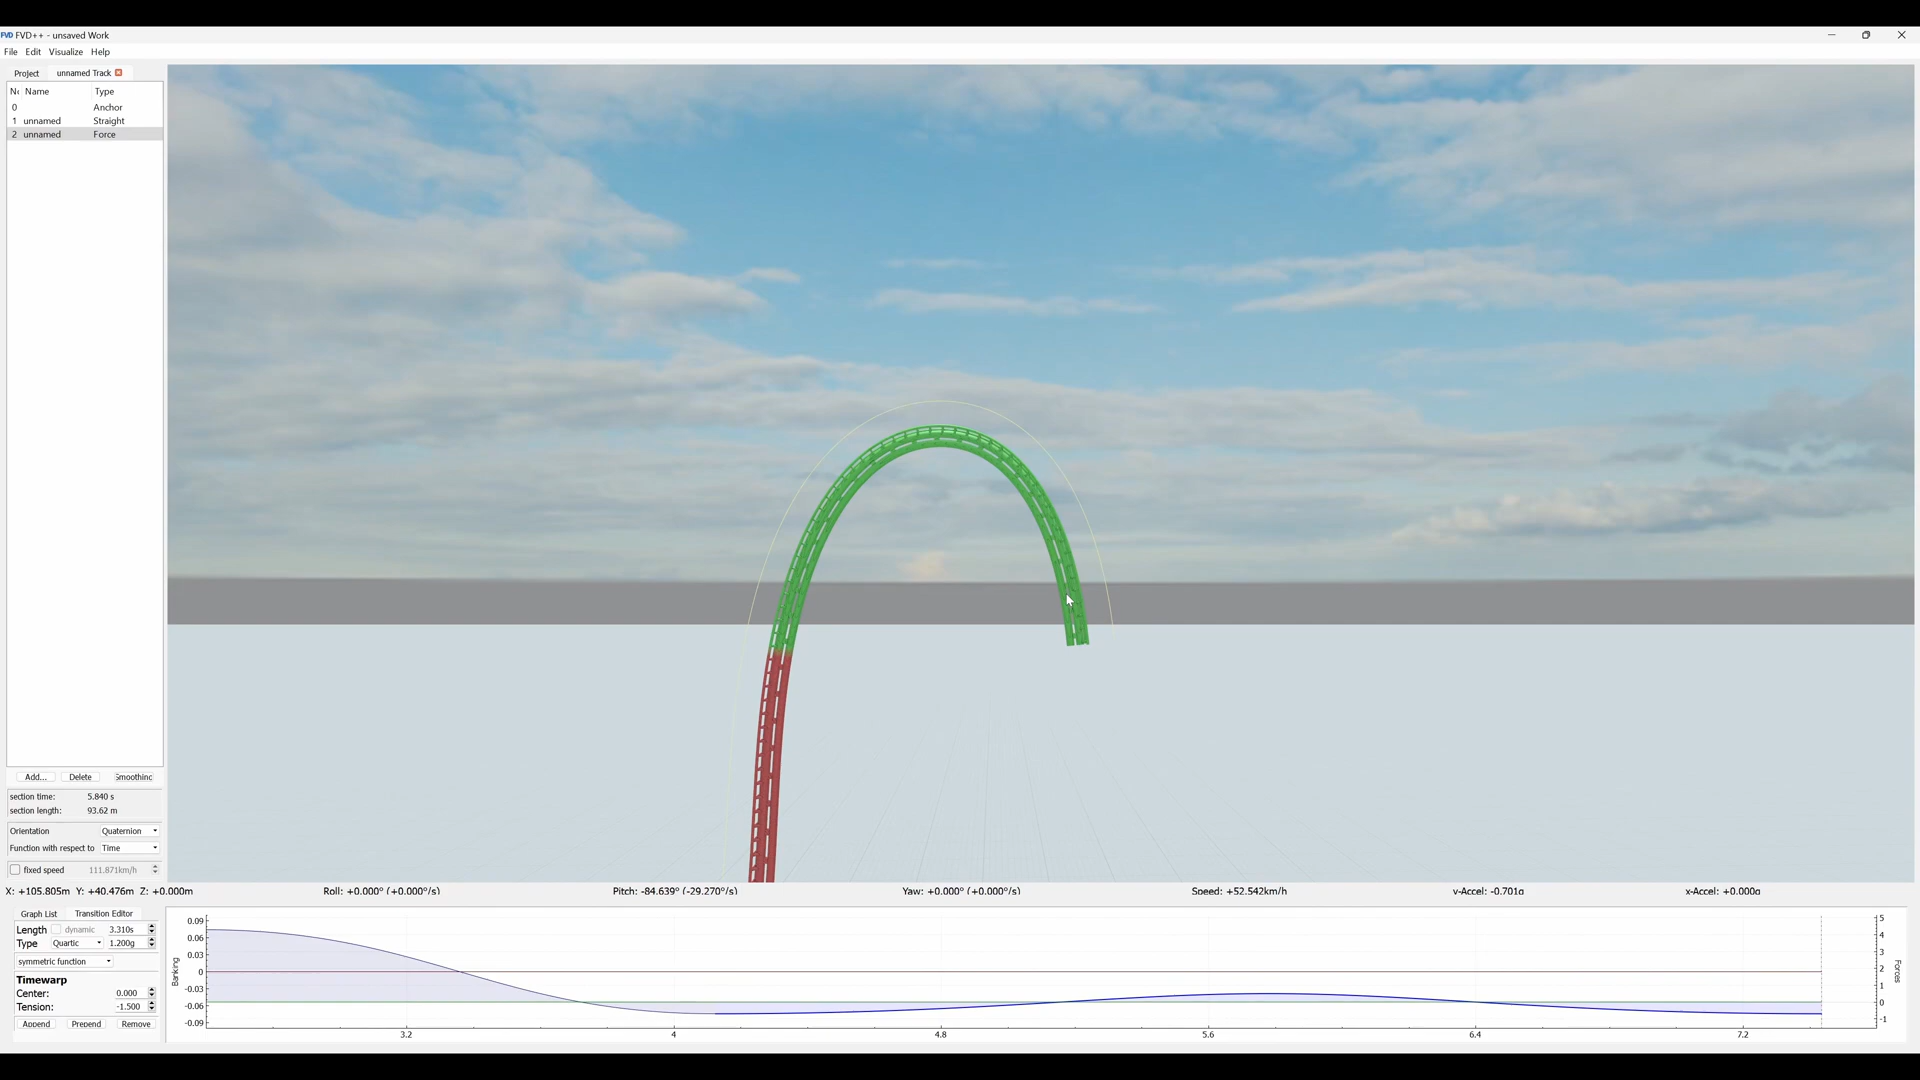 FVD FVD++ - unsaved Work
File Edit Visualize Help
Project unnamed Track
Name Type
0 Anchor
1 unnamed Straight
2 unnamed Force
Add... Delete Smoothing
section time: 5.840 s
section length: 93.62 m
Orientation Quaternion
Function with respect to Time
fixed speed 111.871km/h
X: +105.805m Y: +40.476m Z: +0.000m Roll: +0.000° (+0.000°/s) Pitch: -84.639° (-29.270°/s) Yaw: +0.000° (+0.000°/s) Speed: +52.542km/h y-Accel: -0.701g x-Accel: +0.000g
Graph List Transition Editor
Length dynamic 3.310s
Type Quartic 1.200g
symmetric function
Timewarp
Center: 0.000
Tension: -1.500
Append Prepend Remove
Banking
0.09
0.06
0.03
0
-0.03
-0.06
-0.09
3.2 4 4.8 5.6 6.4 7.2
5
4
3
2
1
0
-1
Forces